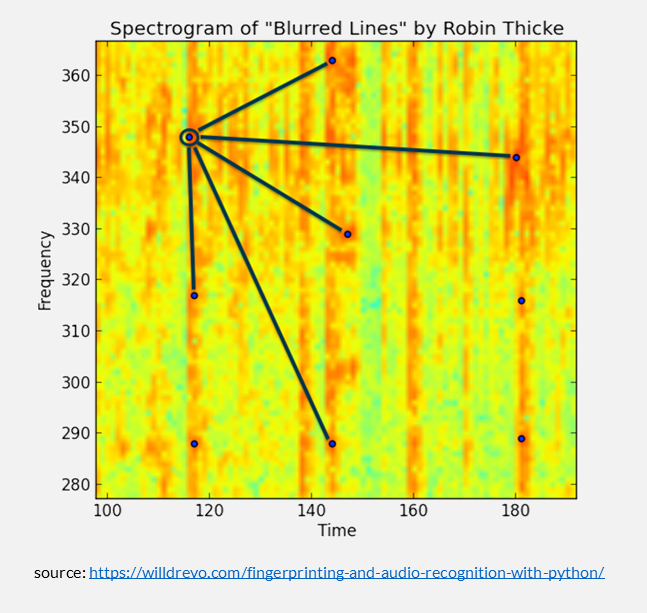 Spectrogram of "Blurred Lines" by Robin Thicke
Frequency
360
350
340
330
320
310
300
290
280
100 120 140 160 180
Time
source: https://willdrevo.com/fingerprinting-and-audio-recognition-with-python/